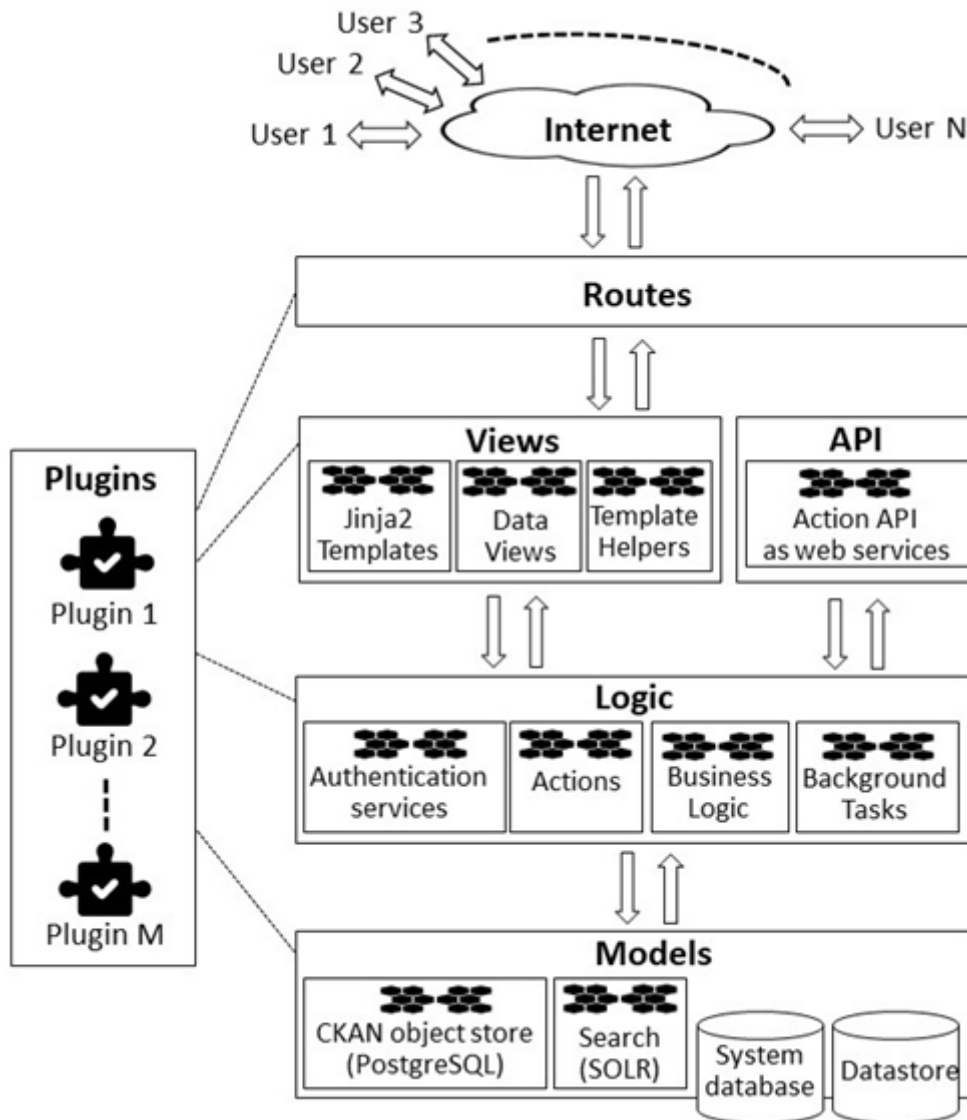 User 3
User 2
User 1
Internet
User N
Routes
Views
API
Jinja2
Templates
Data
Views
Template
Helpers
Action API
as web services
Plugins
Plugin 1
Plugin 2
Plugin M
Logic
Authentication
services
Actions
Business
Logic
Background
Tasks
Models
CKAN object store
(PostgreSQL)
Search
(SOLR)
System
database
Datastore